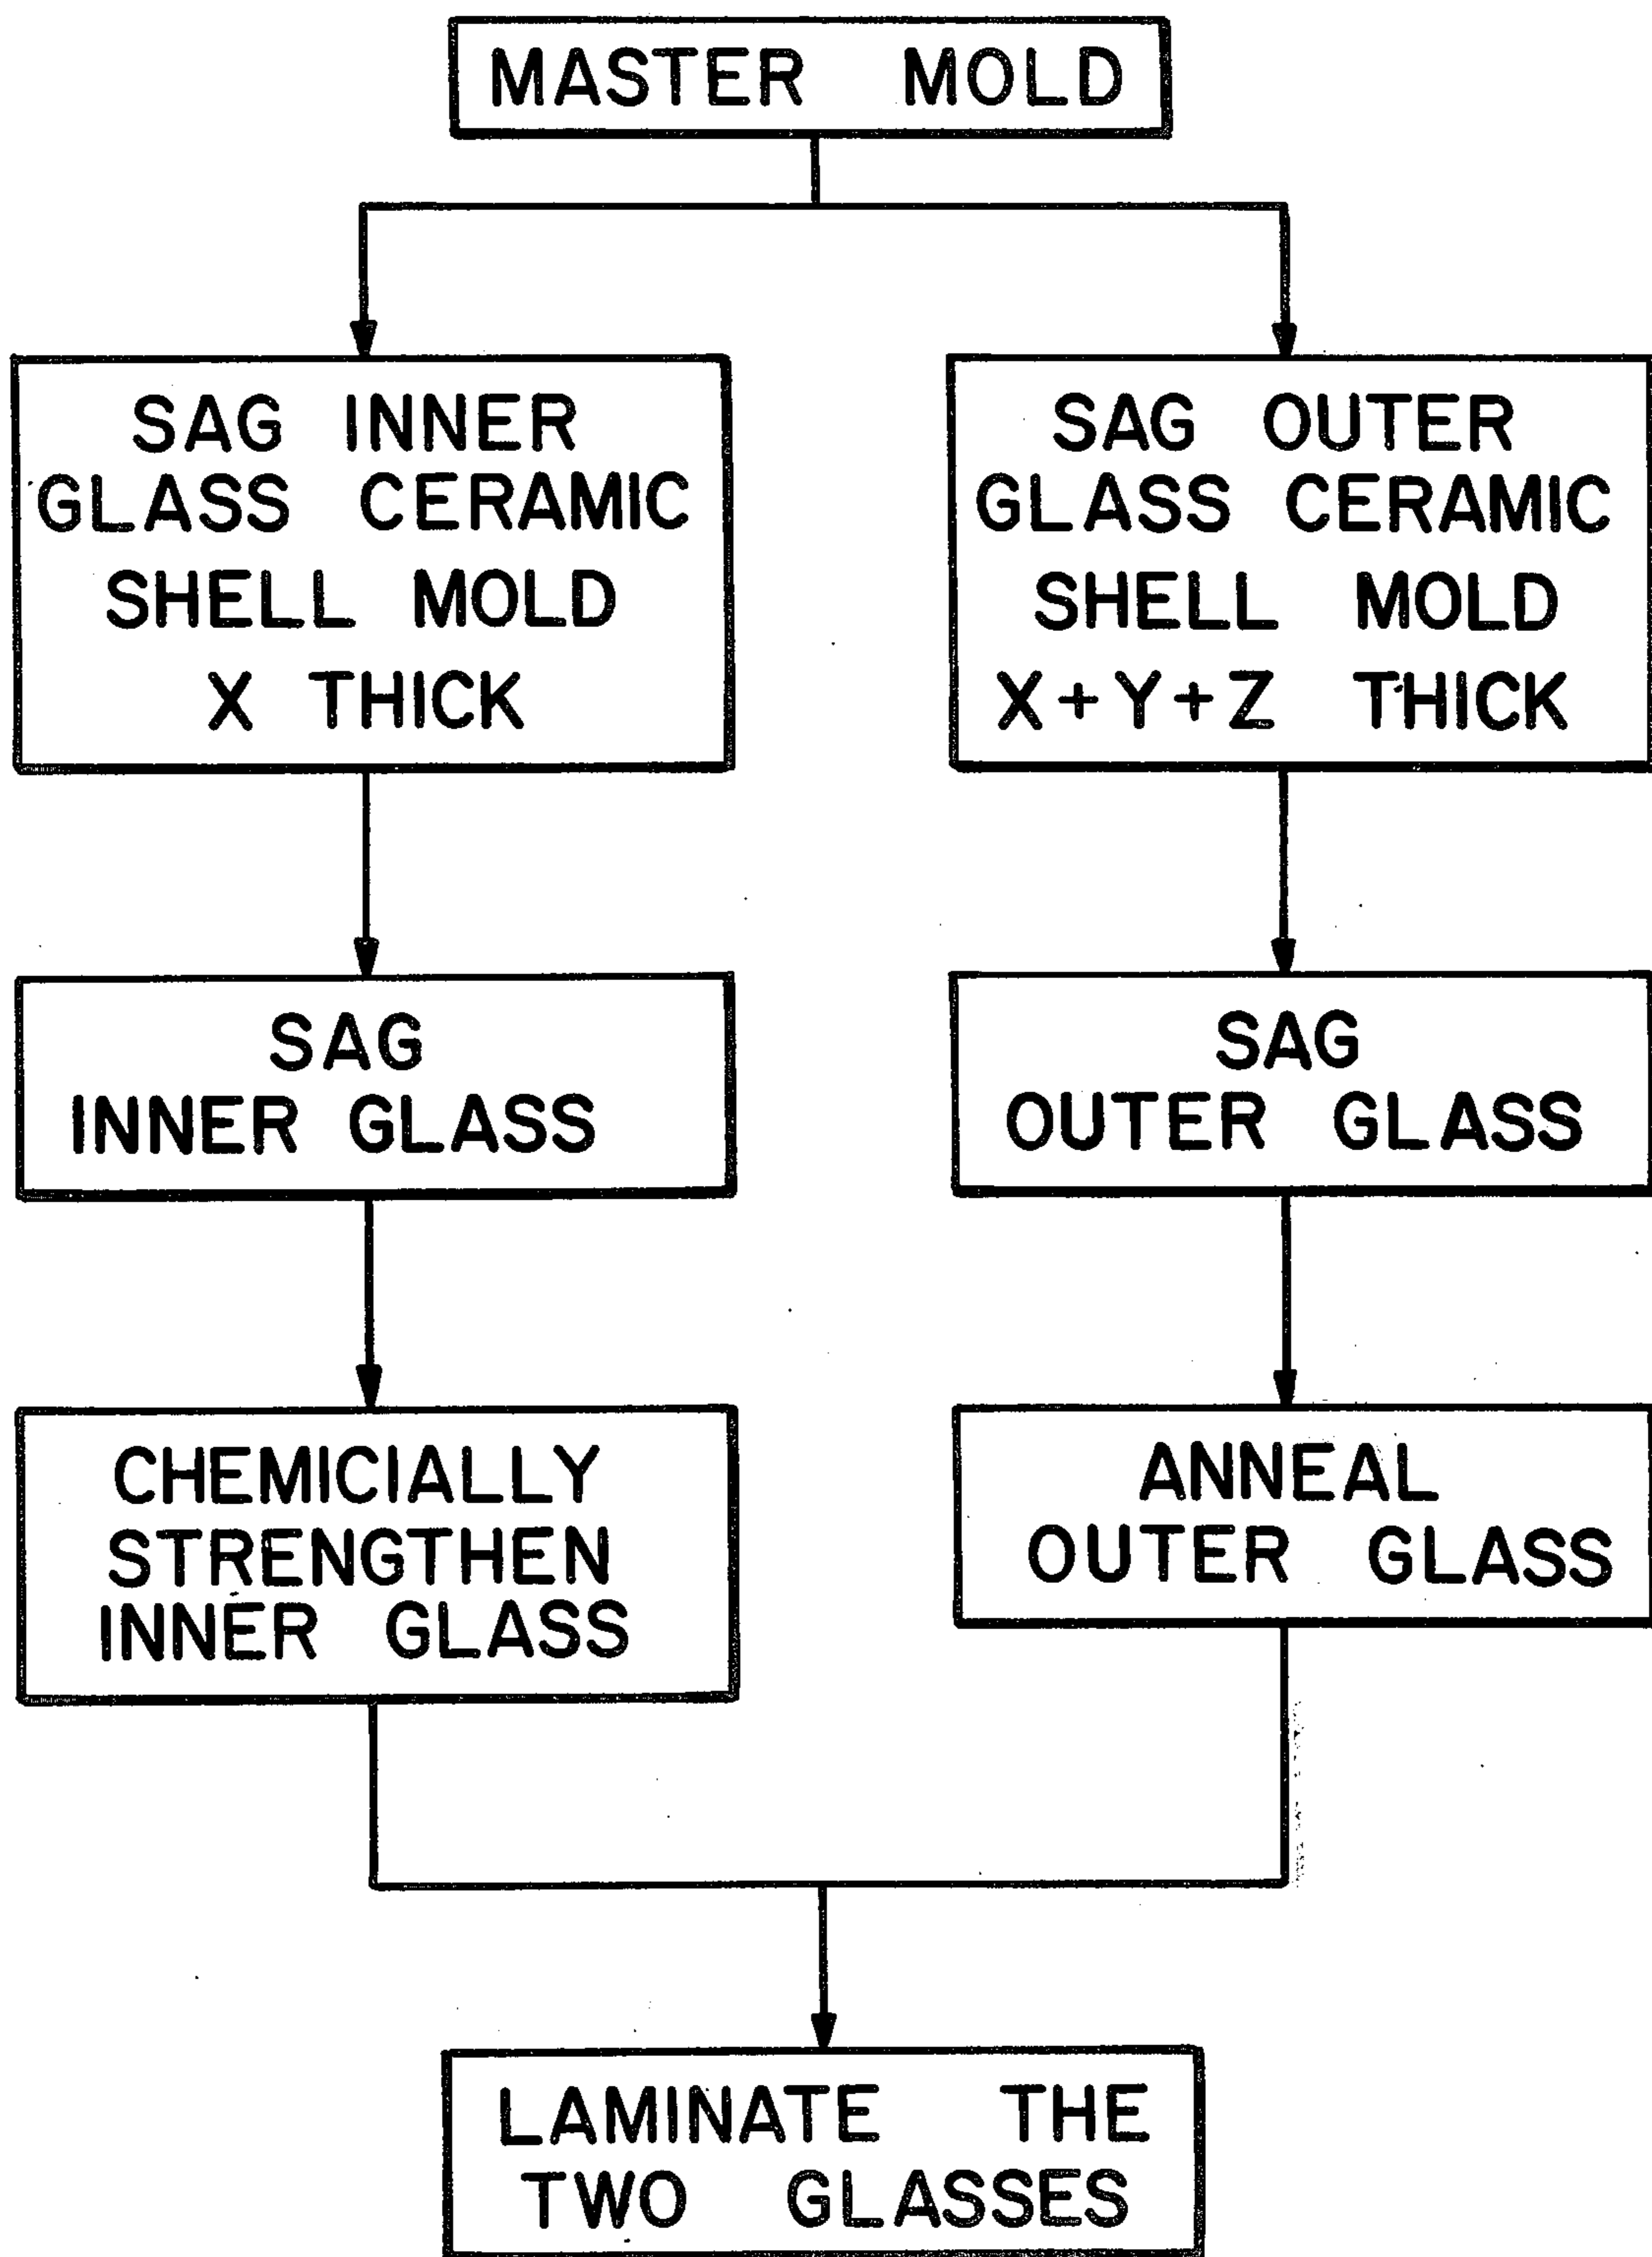 MASTER MOLD
SAG INNER
GLASS CERAMIC
SHELL MOLD
X THICK
SAG OUTER
GLASS CERAMIC
SHELL MOLD
X+Y+Z THICK
SAG
INNER GLASS
SAG
OUTER GLASS
CHEMICIALLY
STRENGTHEN
INNER GLASS
ANNEAL
OUTER GLASS
LAMINATE THE
TWO GLASSES